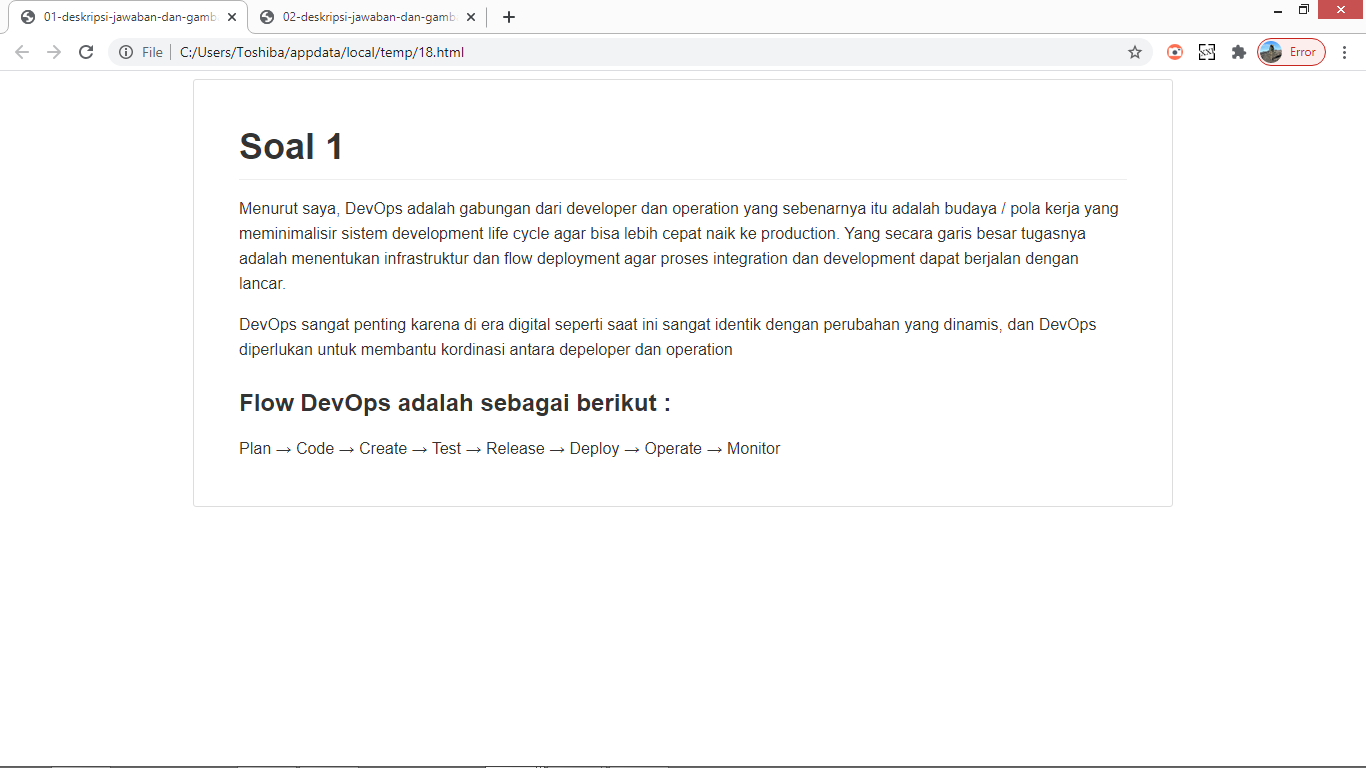 01-deskripsi-jawaban-dan-gamb
02-deskripsi-jawaban-dan-gamb
File
C:/Users/Toshiba/appdata/local/temp/18.html
Error
Soal 1
Menurut saya, DevOps adalah gabungan dari developer dan operation yang sebenarnya itu adalah budaya / pola kerja yang
meminimalisir sistem development life cycle agar bisa lebih cepat naik ke production. Yang secara garis besar tugasnya
adalah menentukan infrastruktur dan flow deployment agar proses integration dan development dapat berjalan dengan
lancar.
DevOps sangat penting karena di era digital seperti saat ini sangat identik dengan perubahan yang dinamis, dan DevOps
diperlukan untuk membantu kordinasi antara depeloper dan operation
Flow DevOps adalah sebagai berikut :
Plan → Code → Create → Test → Release → Deploy → Operate → Monitor